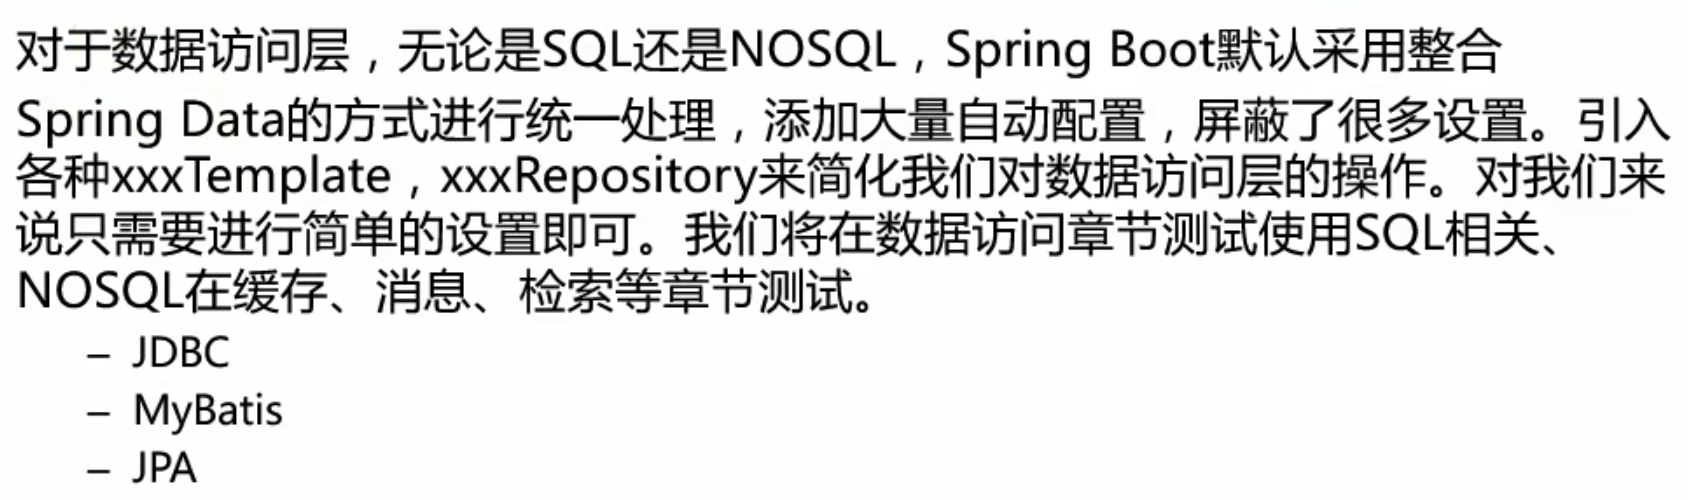 对于数据访问层，无论是SQL还是NOSQL，Spring Boot默认采用整合
Spring Data的方式进行统一处理，添加大量自动配置，屏蔽了很多设置。引入
各种xxxTemplate，xxxRepository来简化我们对数据访问层的操作。对我们来
说只需要进行简单的设置即可。我们将在数据访问章节测试使用SQL相关、
NOSQL在缓存、消息、检索等章节测试。
– JDBC
– MyBatis
– JPA